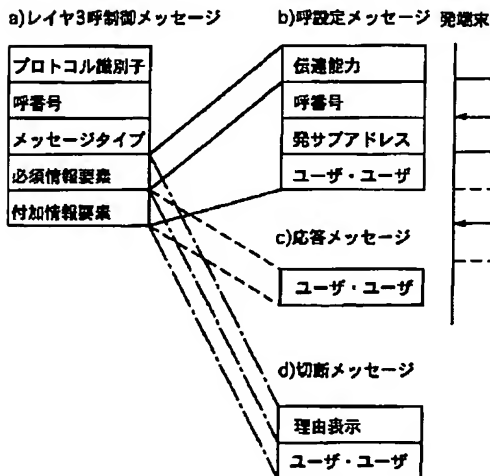 a)レイヤ3呼制御メッセージ
プロトコル識別子
呼番号
メッセージタイプ
必須情報要素
付加情報要素
b)呼設定メッセージ
伝達能力
呼番号
発サブアドレス
ユーザ・ユーザ
c)応答メッセージ
ユーザ・ユーザ
d)切断メッセージ
理由表示
ユーザ・ユーザ
発端末